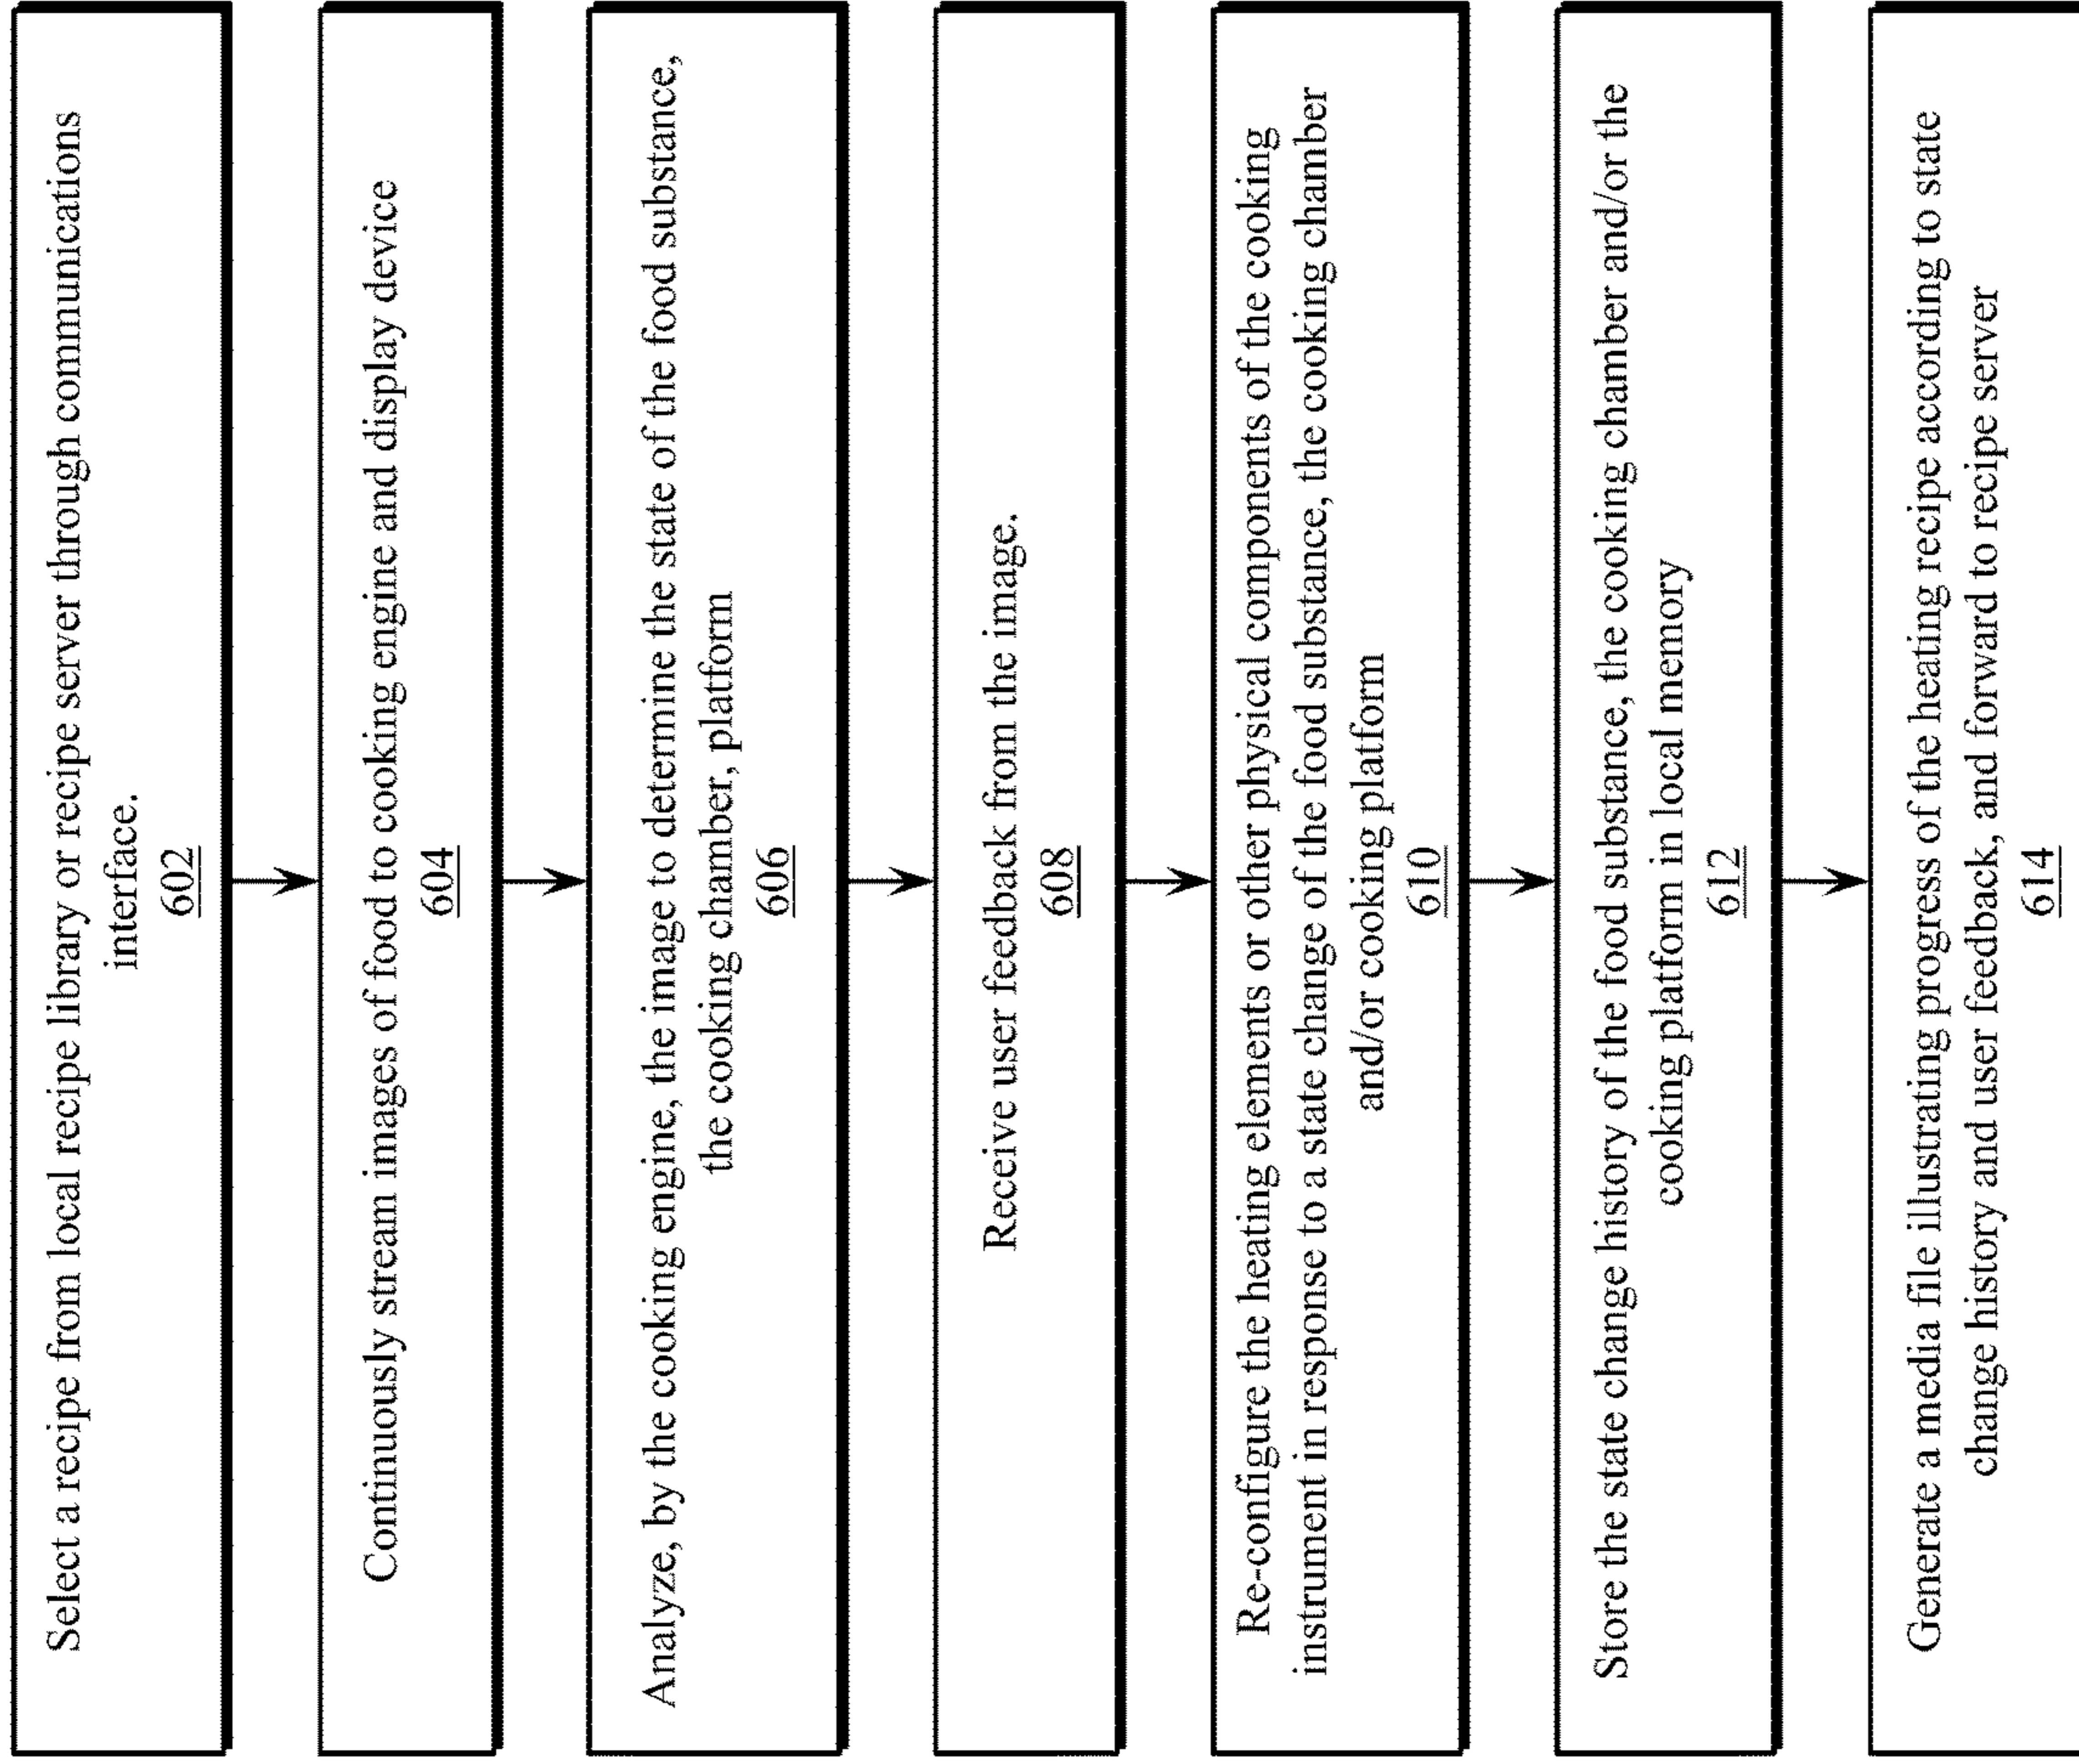 Select a recipe from local recipe library or recipe server through communications
interface.
602
Continuously stream images of food to cooking engine and display device
604
Analyze, by the cooking engine, the image to determine the state of the food substance,
the cooking chamber, platform
606
Receive user feedback from the image.
608
Re-configure the heating elements or other physical components of the cooking
instrument in response to a state change of the food substance, the cooking chamber
and/or cooking platform
610
Store the state change history of the food substance, the cooking chamber and/or the
cooking platform in local memory
612
Generate a media file illustrating progress of the heating recipe according to state
change history and user feedback, and forward to recipe server
614